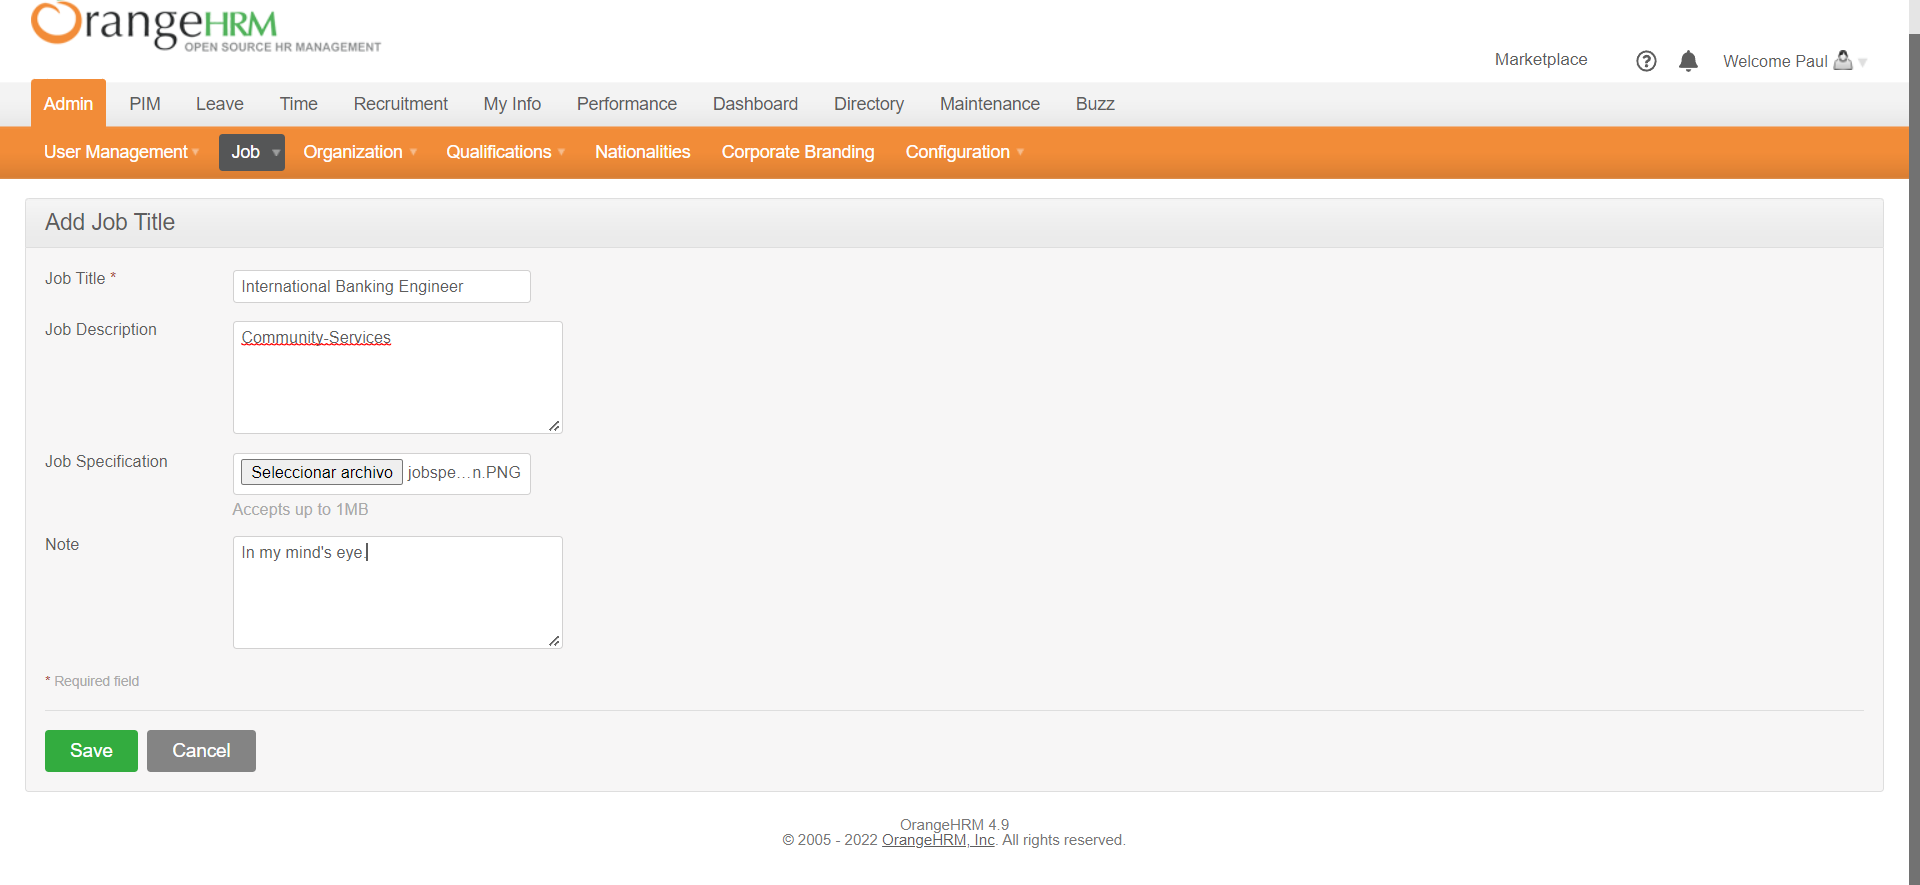 OrangeHRM
OPEN SOURCE HR MANAGEMENT
Marketplace
Welcome Paul
Admin PIM Leave Time Recruitment My Info Performance Dashboard Directory Maintenance Buzz
User Management Job Organization Qualifications Nationalities Corporate Branding Configuration
Add Job Title
Job Title * International Banking Engineer
Job Description Community-Services
Job Specification Seleccionar archivo jobspe…n.PNG
Accepts up to 1MB
Note In my mind's eye.
* Required field
Save Cancel
OrangeHRM 4.9
© 2005 - 2022 OrangeHRM, Inc. All rights reserved.